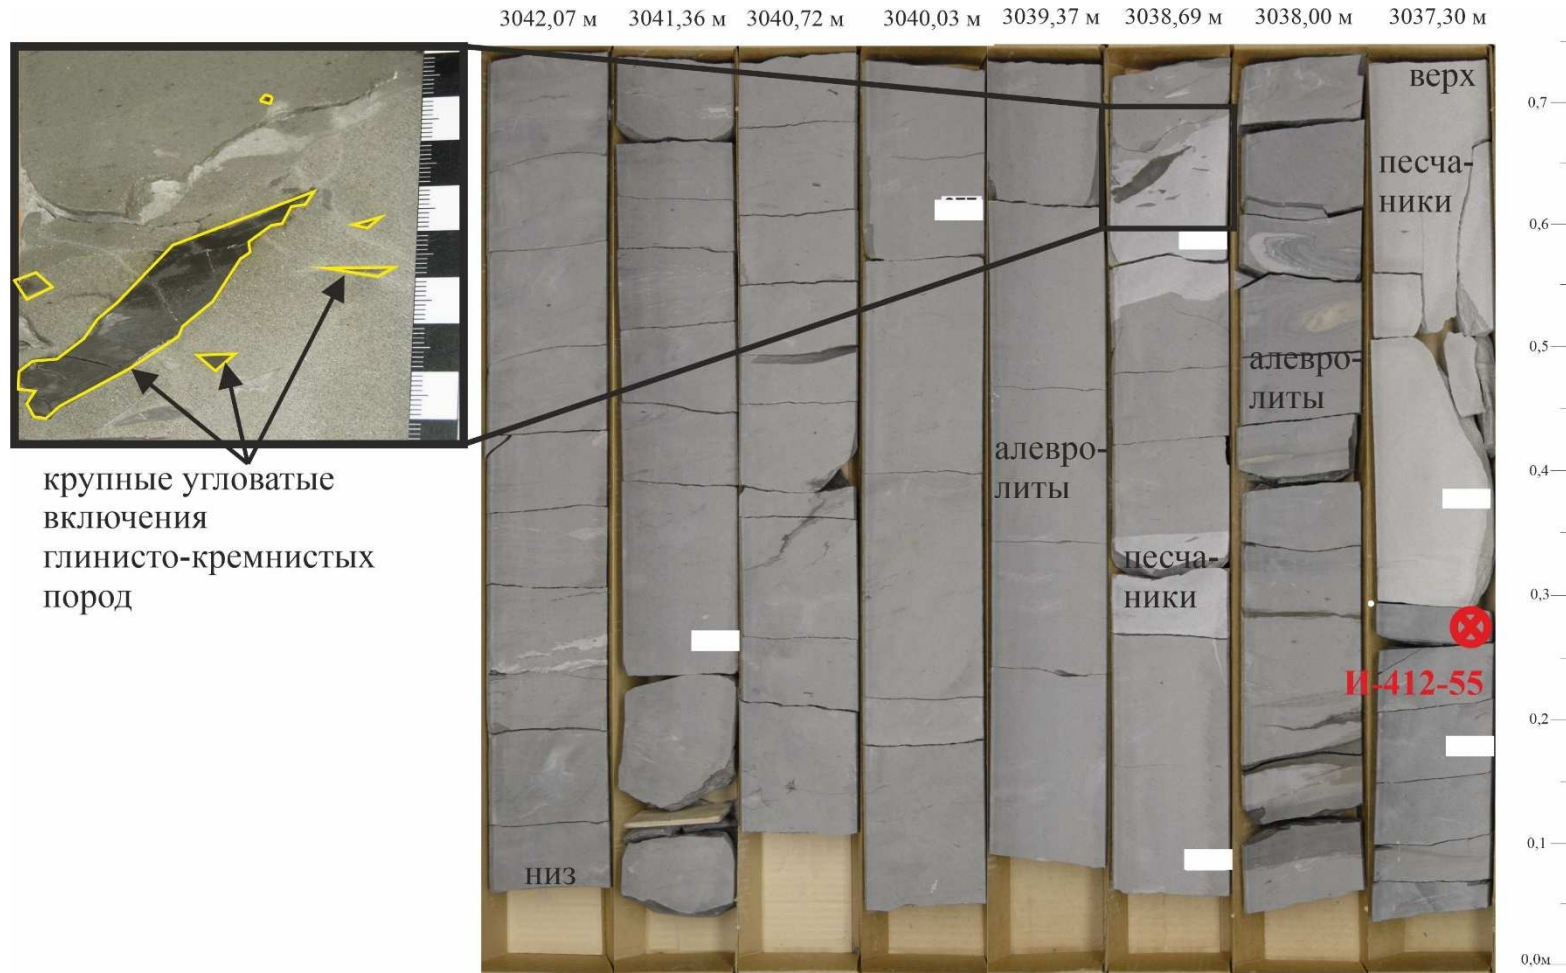 3042,07 м
3041,36 м
3040,72 м
3040,03 м
3039,37 м
3038,69 м
3038,00 м
3037,30 м
верх
0,7
песча-
ники
0,6
0,5
алевро-
литы
алевро-
литы
0,4
крупные угловатые
включения
глинисто-кремнистых
пород
песча-
ники
0,3
И-412-55
0,2
0,1
низ
0,0м